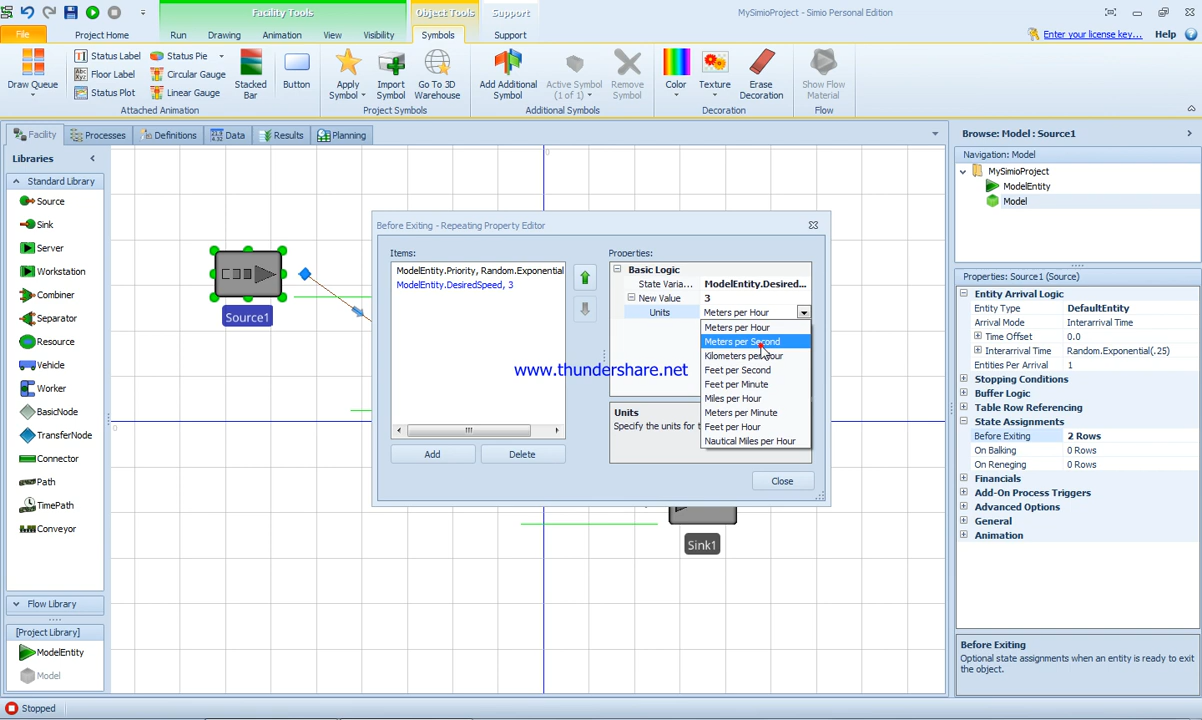 Facility Tools
Object Tools
Support
MySimioProject - Simio Personal Edition
File
Project Home
Run
Drawing
Animation
View
Visibility
Symbols
Support
Enter your license key...
Help
Draw Queue
Status Label
Floor Label
Status Plot
Status Pie
Circular Gauge
Linear Gauge
Stacked Bar
Button
Apply Symbol
Import Symbol
Go To 3D Warehouse
Add Additional Symbol
Active Symbol (1 of 1)
Remove Symbol
Color
Texture
Erase Decoration
Show Flow Material
Attached Animation
Project Symbols
Additional Symbols
Decoration
Flow
Facility
Processes
Definitions
Data
Results
Planning
Browse: Model : Source1
Libraries
Standard Library
Source
Sink
Server
Workstation
Combiner
Separator
Resource
Vehicle
Worker
BasicNode
TransferNode
Connector
Path
TimePath
Conveyor
Flow Library
[Project Library]
ModelEntity
Model
0
0
Source1
Sink1
Before Exiting - Repeating Property Editor
Items:
ModelEntity.Priority, Random.Exponential
ModelEntity.DesiredSpeed, 3
Add
Delete
Properties:
Basic Logic
State Varia... ModelEntity.Desired...
New Value 3
Units Meters per Hour
Meters per Hour
Meters per Second
Kilometers per Hour
Feet per Second
Feet per Minute
Miles per Hour
Meters per Minute
Feet per Hour
Nautical Miles per Hour
Units
Specify the units for t
Close
www.thundershare.net
Navigation: Model
MySimioProject
ModelEntity
Model
Properties: Source1 (Source)
Entity Arrival Logic
Entity Type DefaultEntity
Arrival Mode Interarrival Time
Time Offset 0.0
Interarrival Time Random.Exponential(.25)
Entities Per Arrival 1
Stopping Conditions
Buffer Logic
Table Row Referencing
State Assignments
Before Exiting 2 Rows
On Balking 0 Rows
On Reneging 0 Rows
Financials
Add-On Process Triggers
Advanced Options
General
Animation
Before Exiting
Optional state assignments when an entity is ready to exit
the object.
Stopped